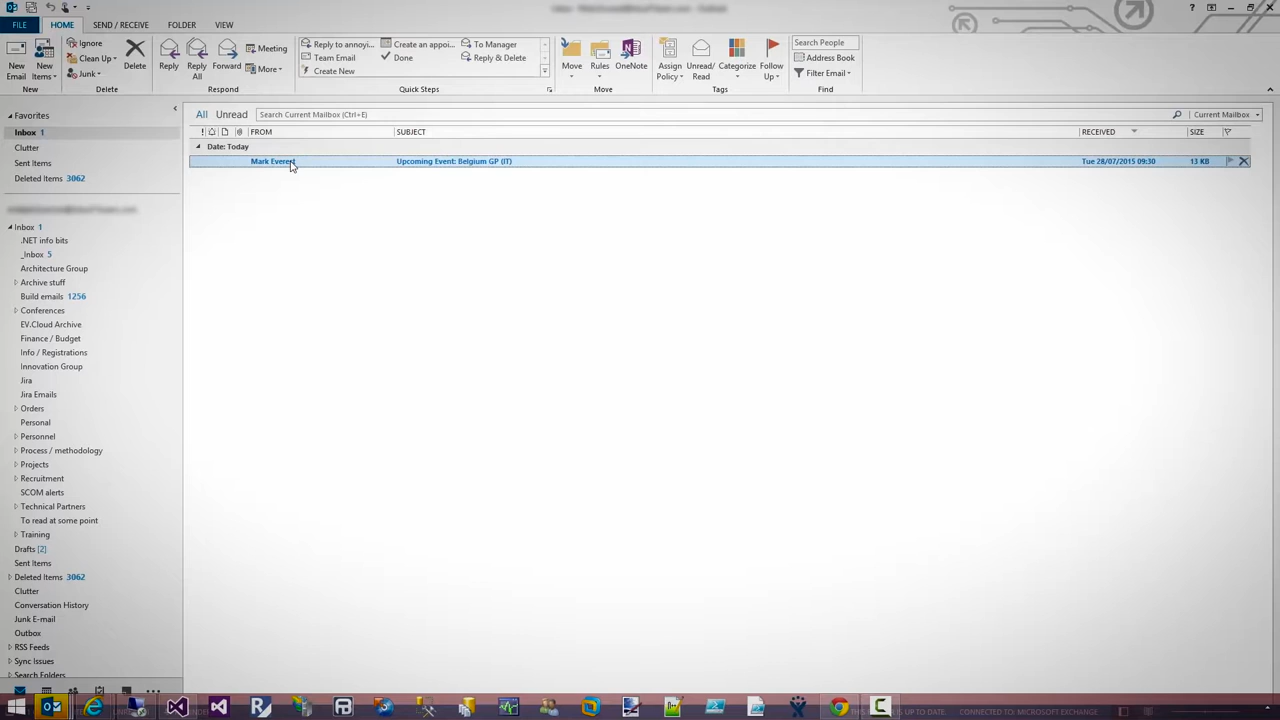 FILE HOME SEND / RECEIVE FOLDER VIEW
New Email
New Items
Ignore
Clean Up
Junk
Delete
Reply
Reply All
Forward
Meeting
More
Reply to annoyi...
Team Email
Create New
Create an appoi...
Done
To Manager
Reply & Delete
Move
Rules
OneNote
Assign Policy
Unread/ Read
Categorize
Follow Up
Search People
Address Book
Filter Email
New Delete Respond Quick Steps Move Tags Find
Favorites
Inbox 1
Clutter
Sent Items
Deleted Items 3062
Inbox 1
.NET info bits
_Inbox 5
Architecture Group
Archive stuff
Build emails 1256
Conferences
EV.Cloud Archive
Finance / Budget
Info / Registrations
Innovation Group
Jira
Jira Emails
Orders
Personal
Personnel
Process / methodology
Projects
Recruitment
SCOM alerts
Technical Partners
To read at some point
Training
Drafts [2]
Sent Items
Deleted Items 3062
Clutter
Conversation History
Junk E-mail
Outbox
RSS Feeds
Sync Issues
Search Folders
All Unread Search Current Mailbox (Ctrl+E) Current Mailbox
! FROM SUBJECT RECEIVED SIZE
Date: Today
Mark Everest Upcoming Event: Belgium GP (IT) Tue 28/07/2015 09:30 13 KB
CONNECTED TO: MICROSOFT EXCHANGE